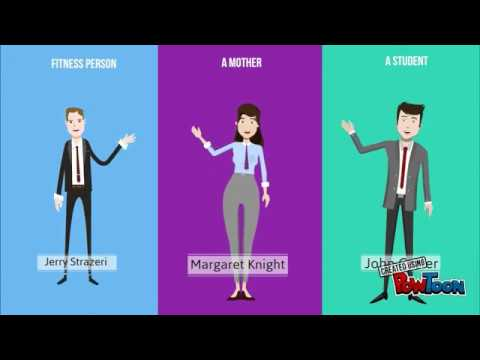 FITNESS PERSON
A MOTHER
A STUDENT
Jerry Strazeri
Margaret Knight
John
CREATED USING
POWTOON